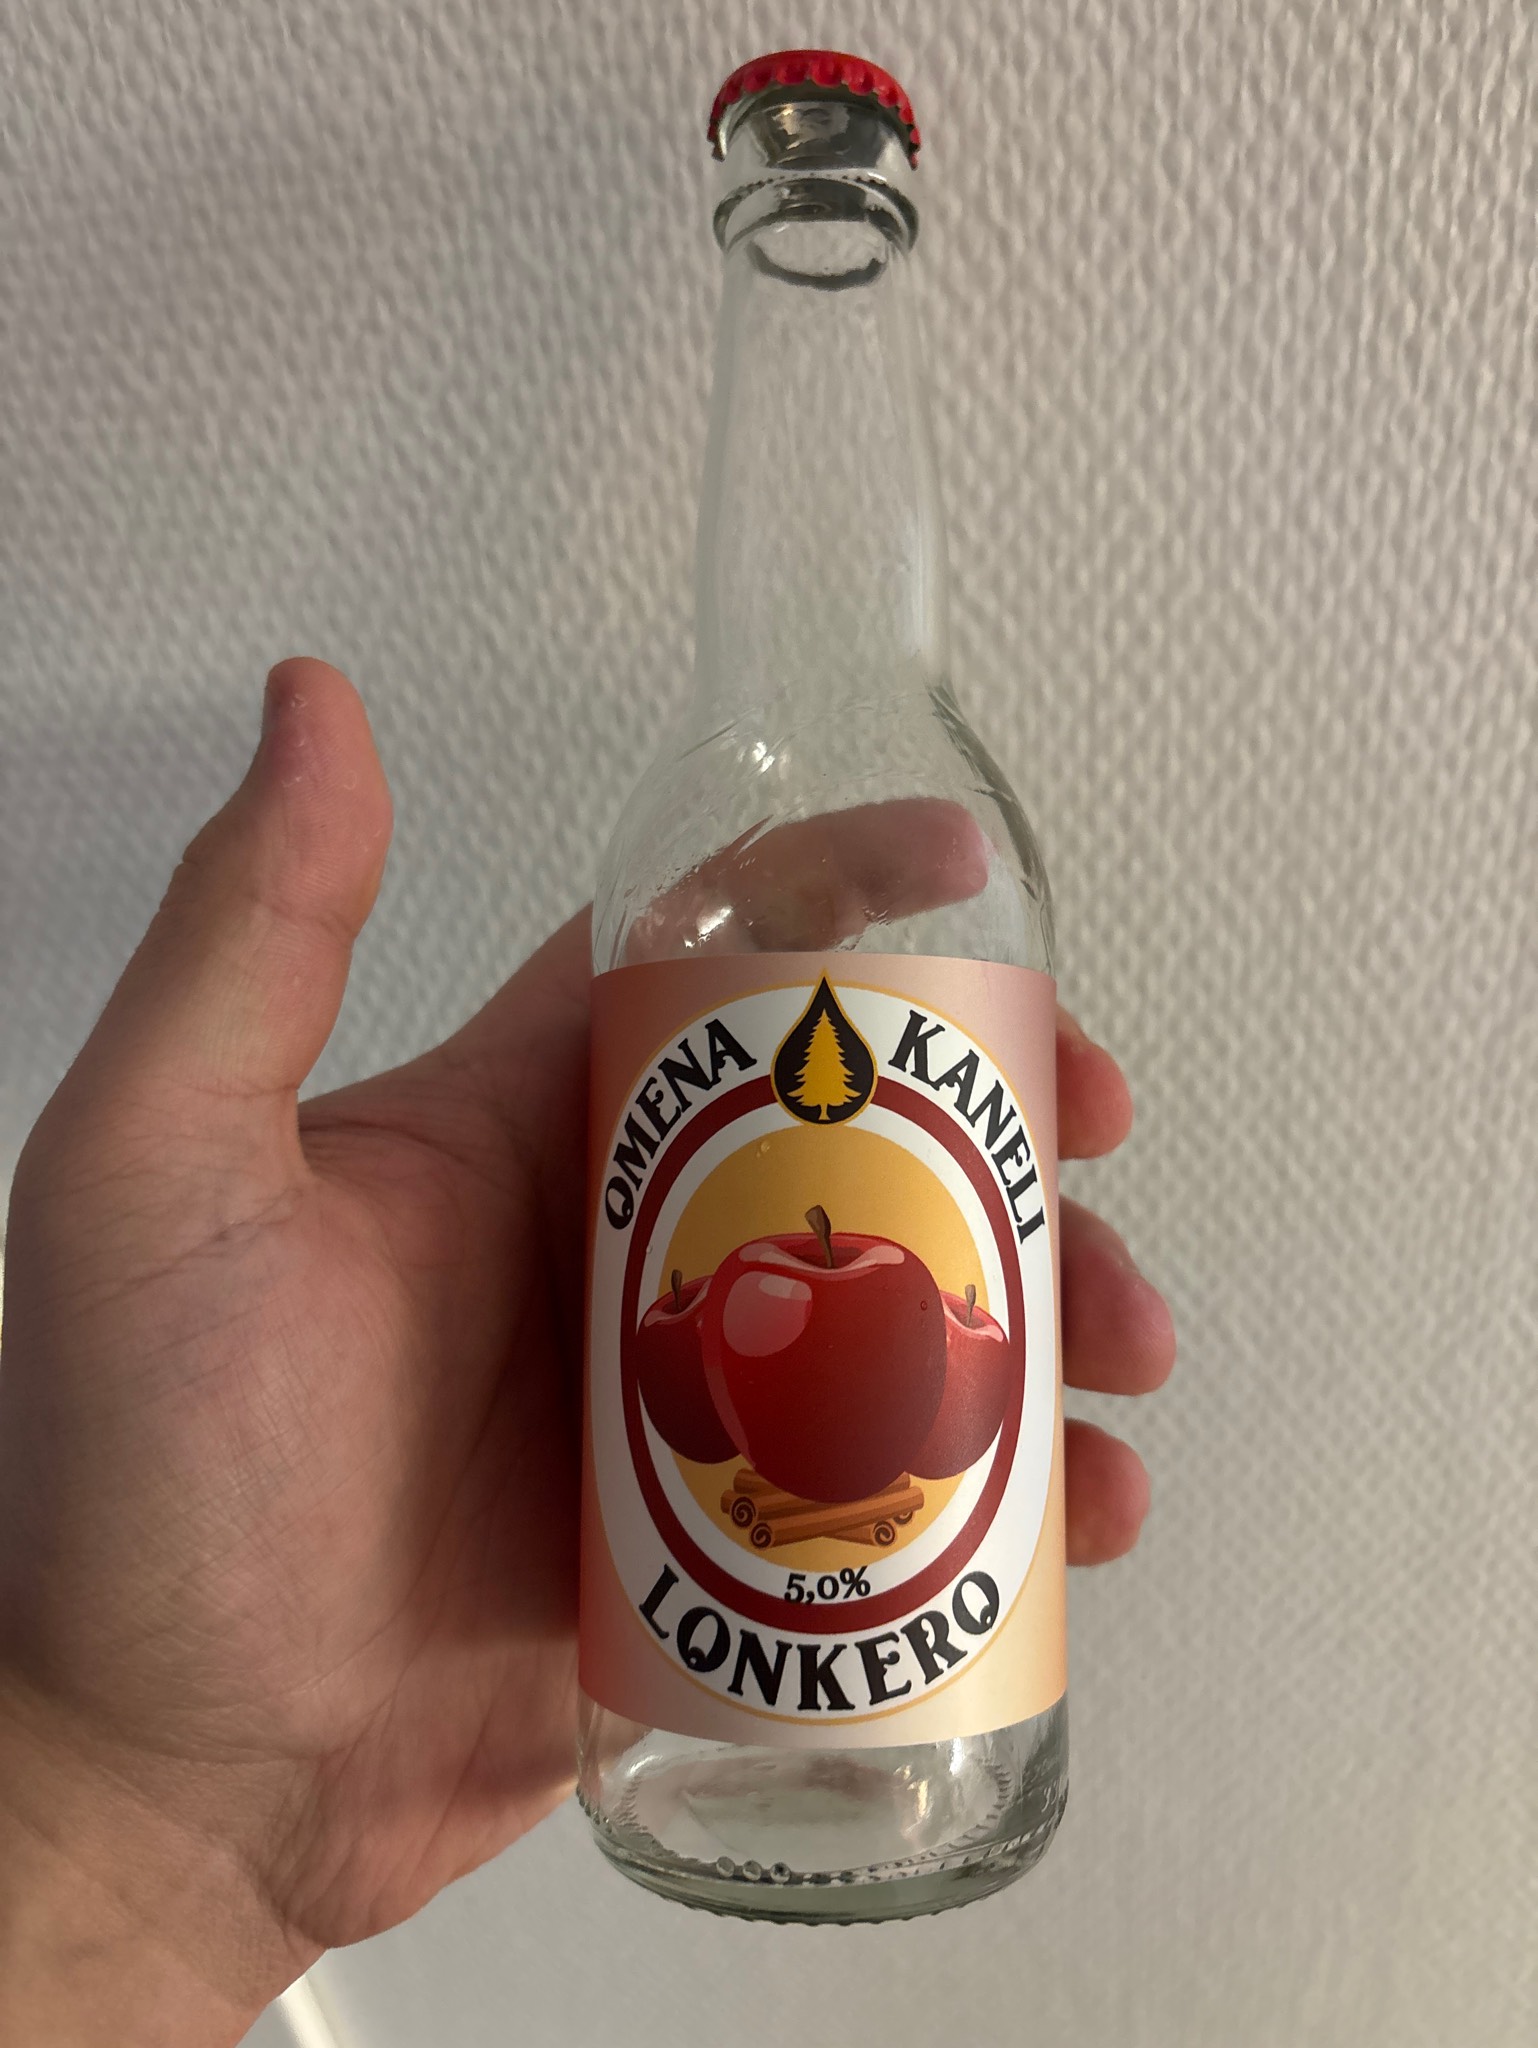 OMENA KANELI
5,0%
LONKERO